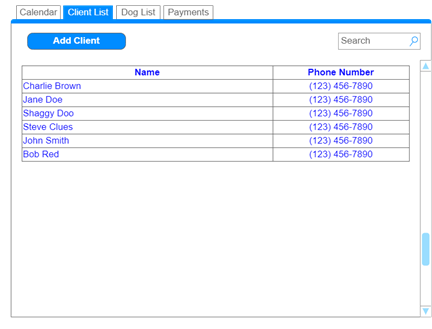 Calendar Client List Dog List Payments
Add Client Search
Name Phone Number
Charlie Brown (123) 456-7890
Jane Doe (123) 456-7890
Shaggy Doo (123) 456-7890
Steve Clues (123) 456-7890
John Smith (123) 456-7890
Bob Red (123) 456-7890